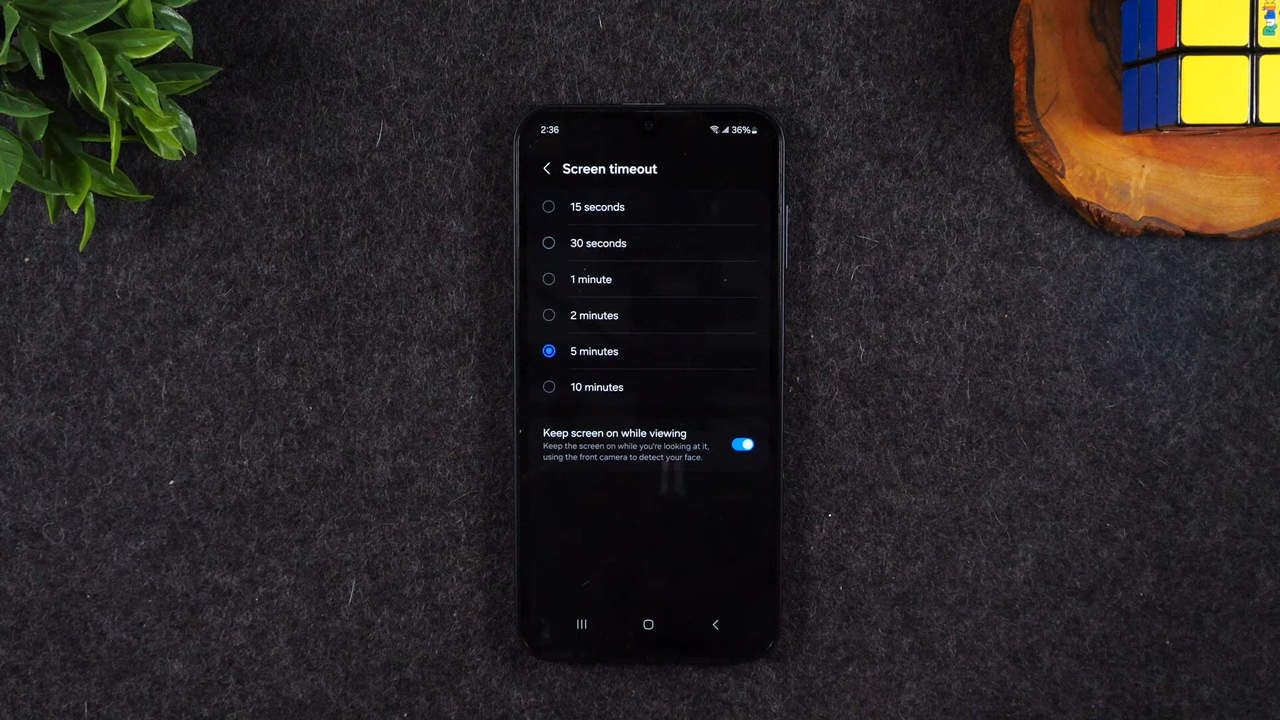 2:36 36%
Screen timeout
15 seconds
30 seconds
1 minute
2 minutes
5 minutes
10 minutes
Keep screen on while viewing
Keep the screen on while you're looking at it,
using the front camera to detect your face.